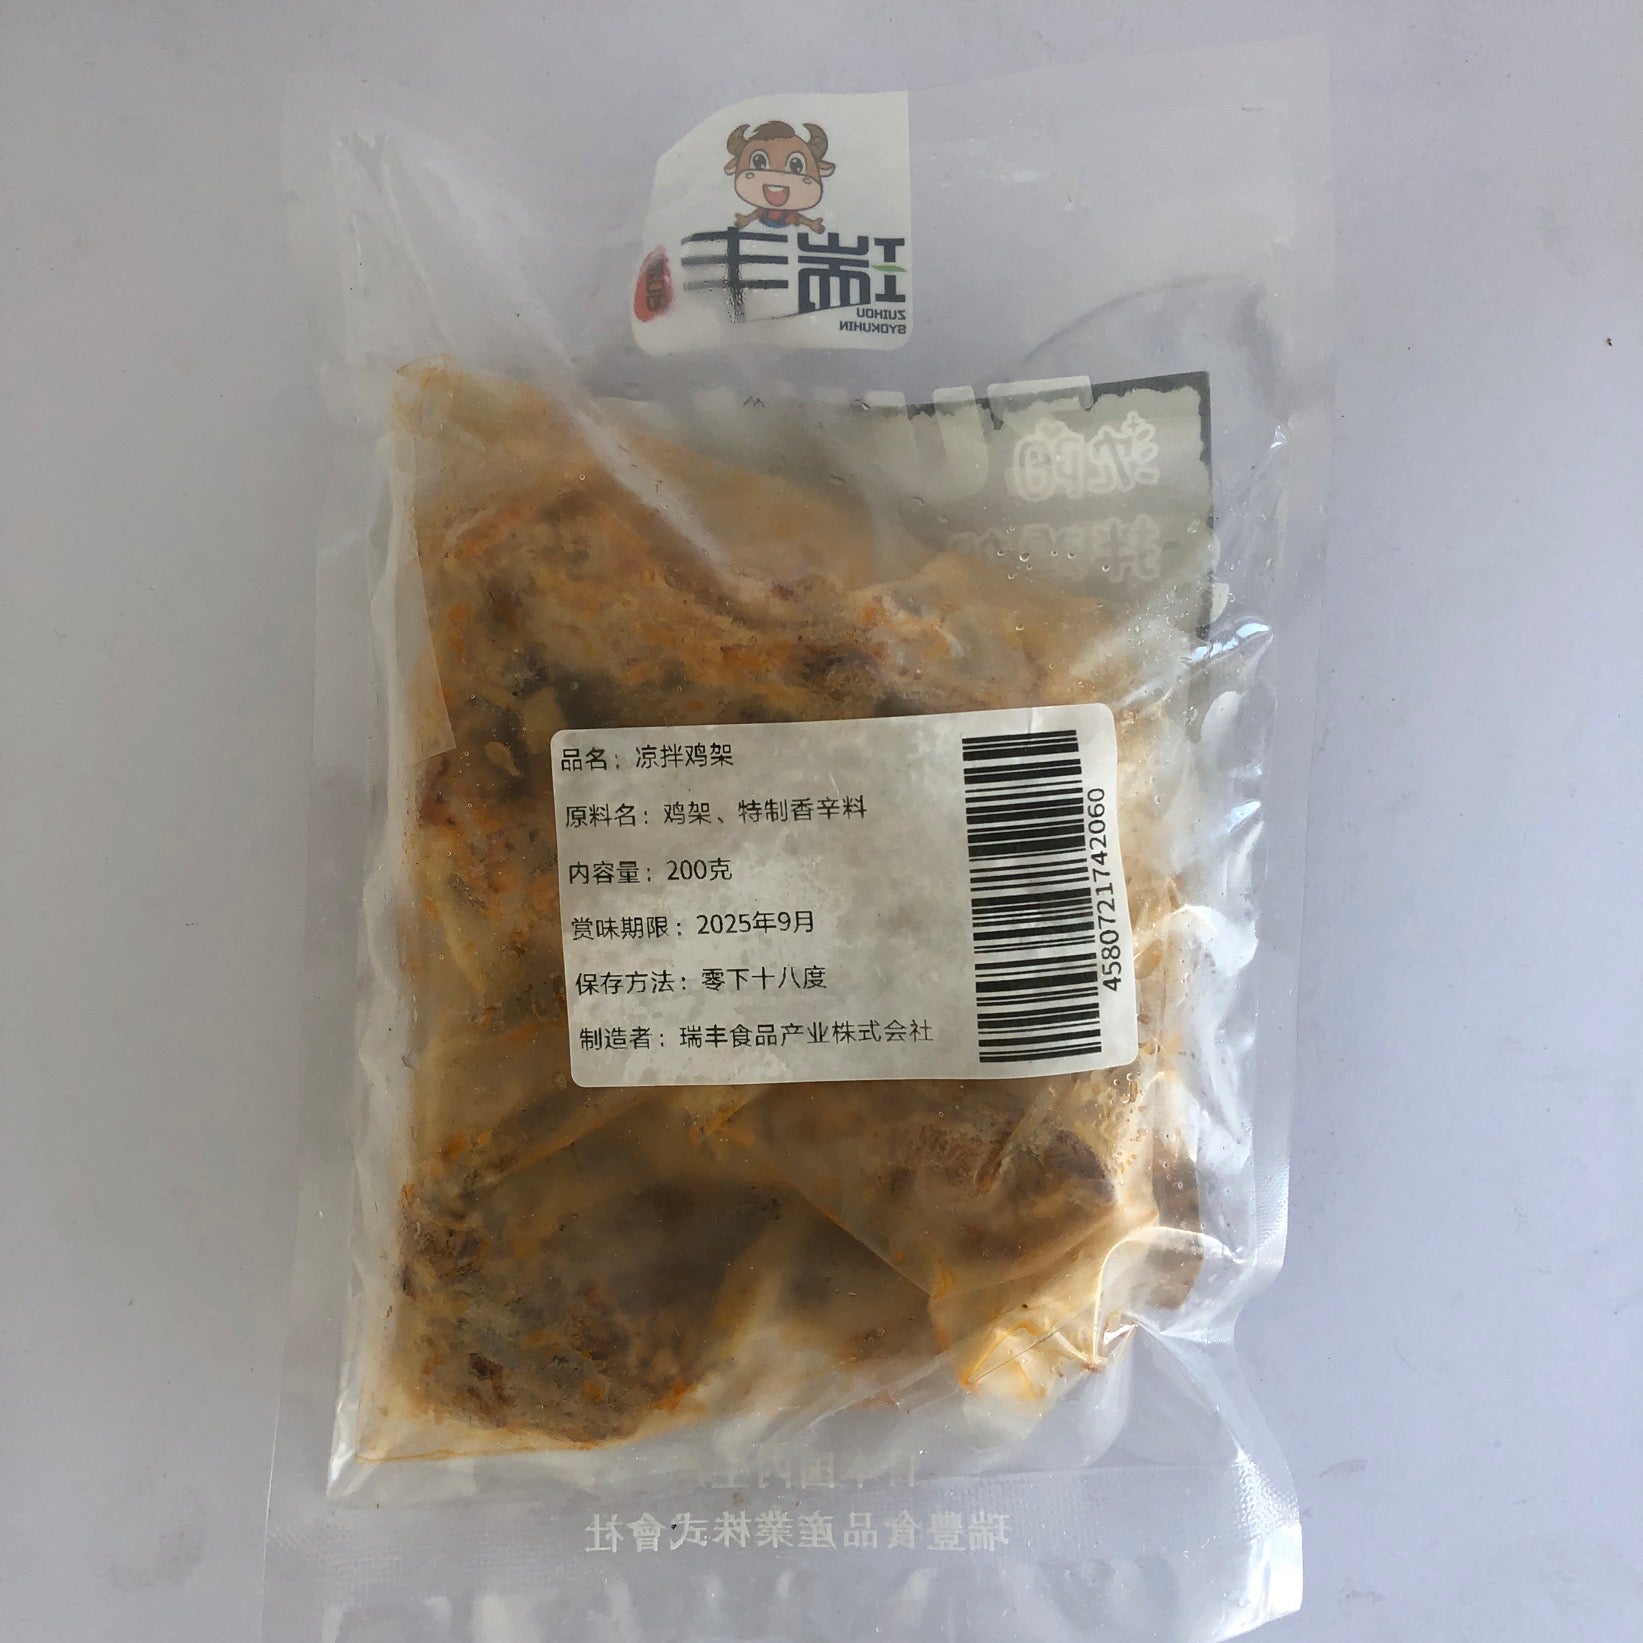 瑞丰
ZUIHOU
SYOKUHIN
品名：凉拌鸡架
原料名：鸡架、特制香辛料
内容量：200克
赏味期限：2025年9月
保存方法：零下十八度
制造者：瑞丰食品产业株式会社
4580721742060
瑞豐食品産業株式會社